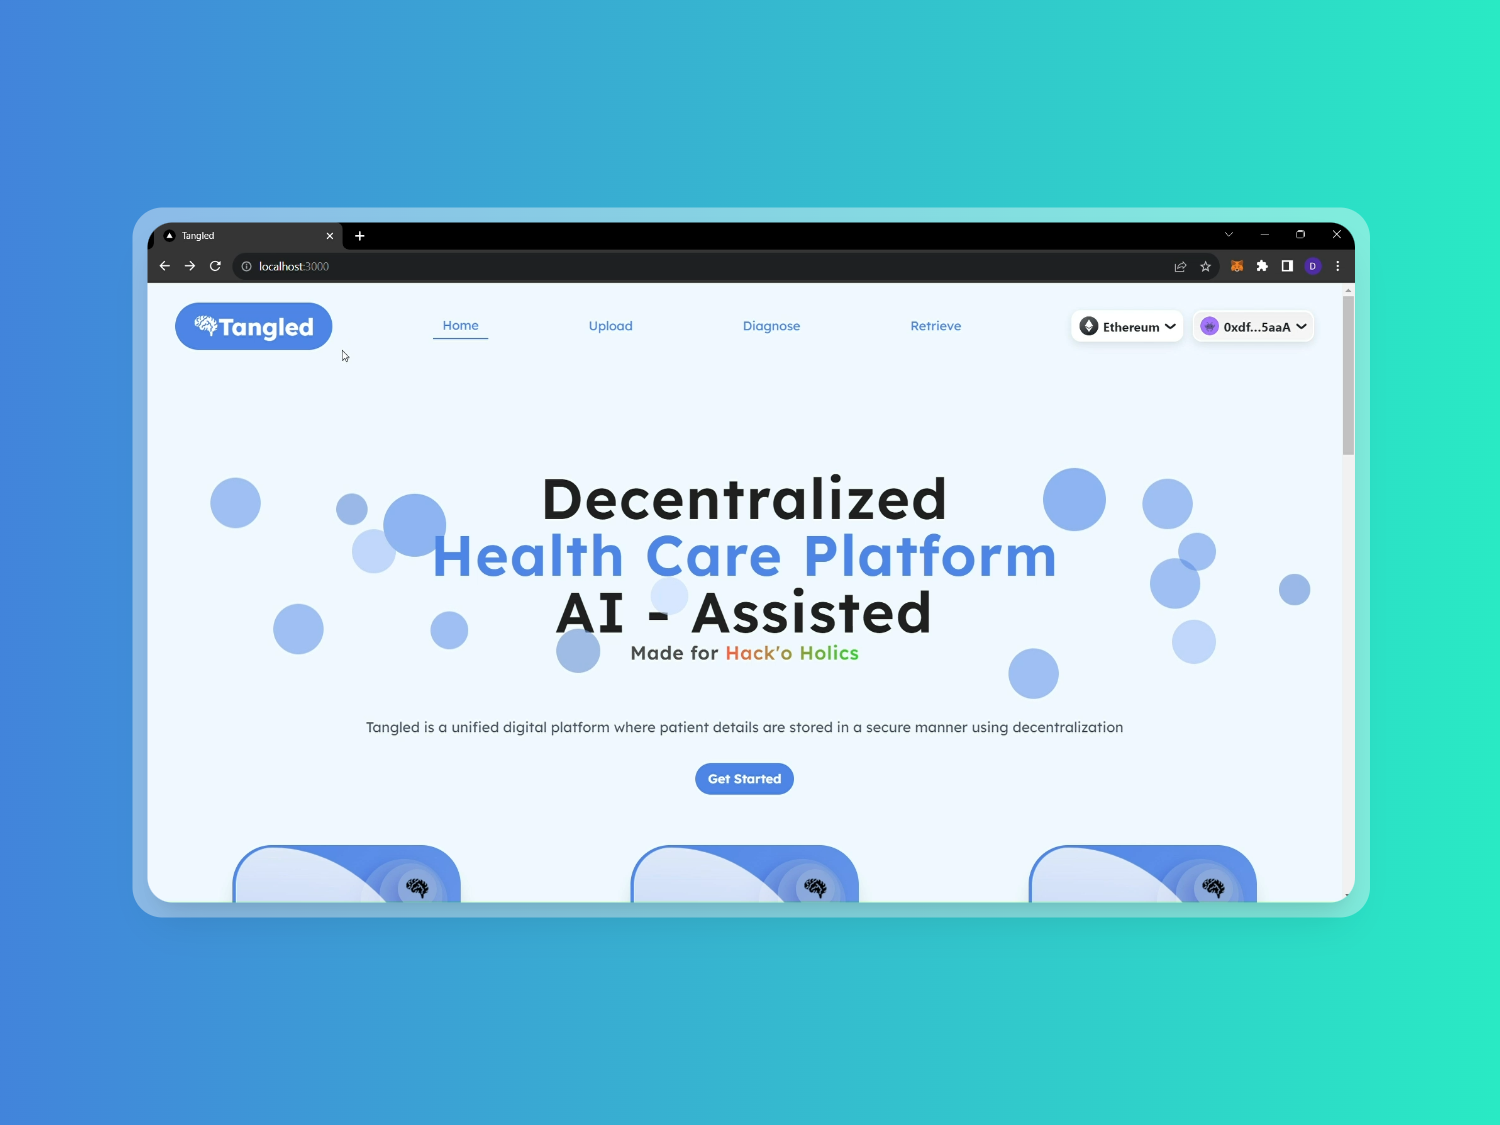 Tangled
localhost:3000
D
Tangled
Home
Upload
Diagnose
Retrieve
Ethereum
0xdf...5aaA
Decentralized
Health Care Platform
AI - Assisted
Made for Hack'o Holics
Tangled is a unified digital platform where patient details are stored in a secure manner using decentralization
Get Started